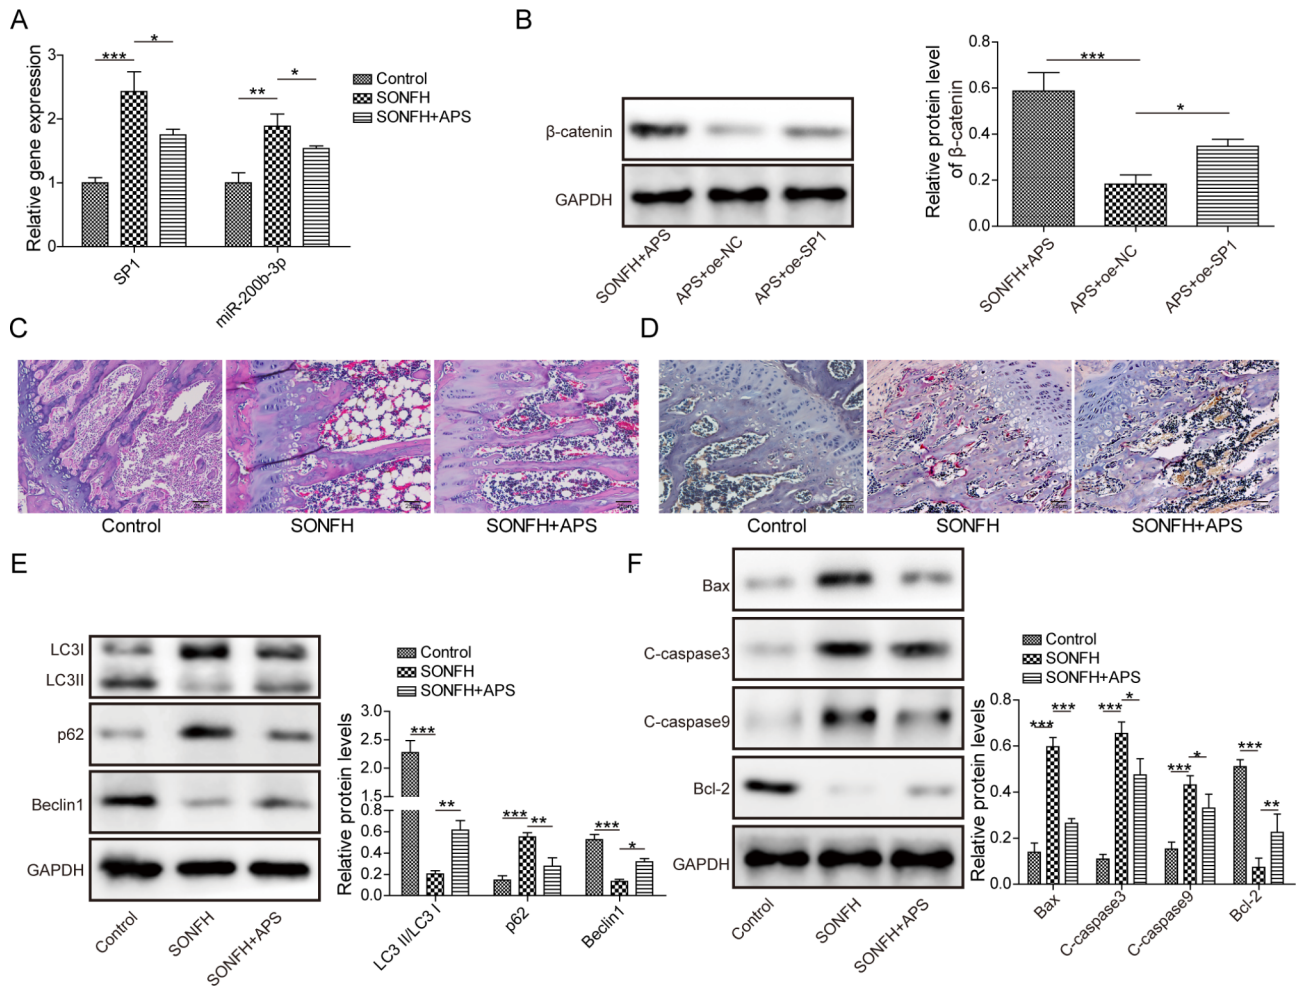 A
Relative gene expression
3
2
1
0
***
*
**
*
SP1
miR-200b-3p
Control
SONFH
SONFH+APS
B
β-catenin
GAPDH
SONFH+APS
APS+oe-NC
APS+oe-SP1
Relative protein level
of β-catenin
0.8
0.6
0.4
0.2
0.0
***
*
SONFH+APS
APS+oe-NC
APS+oe-SP1
C
Control
SONFH
SONFH+APS
D
Control
SONFH
SONFH+APS
E
LC3I
LC3II
p62
Beclin1
GAPDH
Control
SONFH
SONFH+APS
Control
SONFH
SONFH+APS
Relative protein levels
3.0
2.5
2.0
1.5
0.8
0.6
0.4
0.2
0.0
***
**
***
**
***
*
LC3 II/LC3 I
p62
Beclin1
F
Bax
C-caspase3
C-caspase9
Bcl-2
GAPDH
Control
SONFH
SONFH+APS
Control
SONFH
SONFH+APS
Relative protein levels
0.8
0.6
0.4
0.2
0.0
***
***
***
*
***
*
***
**
Bax
C-caspase3
C-caspase9
Bcl-2